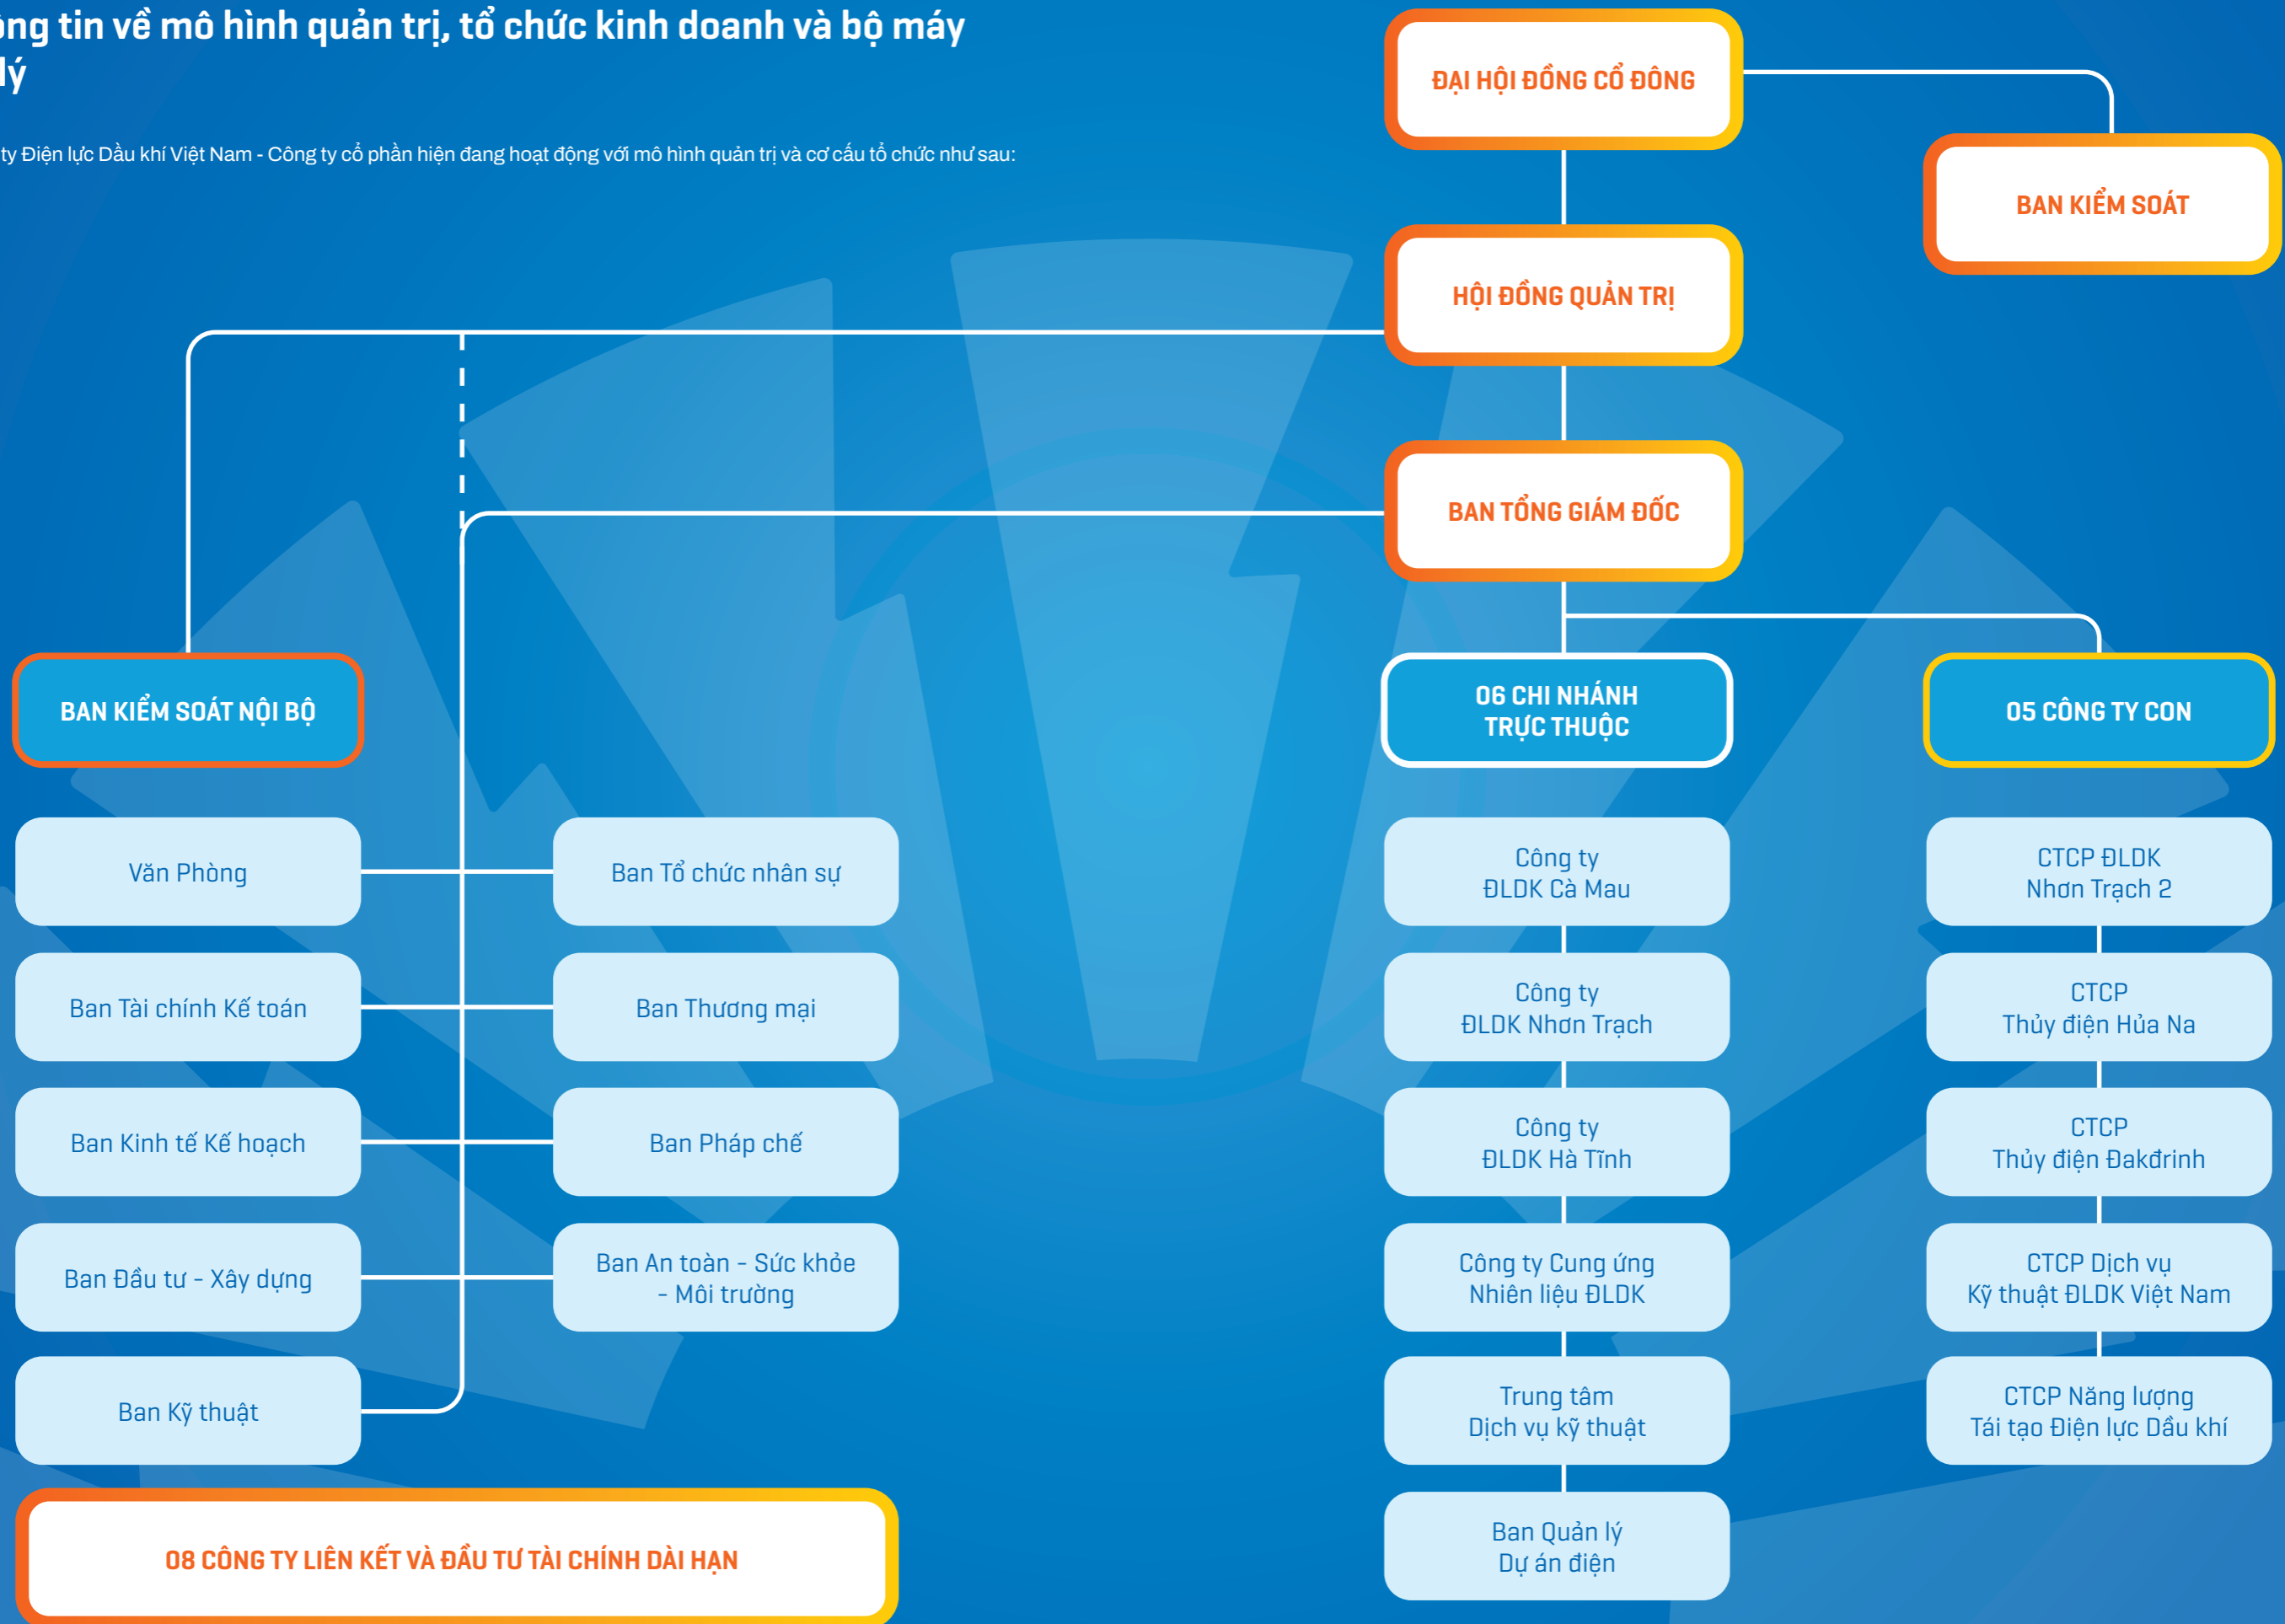 ng tin về mô hình quản trị, tổ chức kinh doanh và bộ máy
lý
ty Điện lực Dầu khí Việt Nam - Công ty cổ phần hiện đang hoạt động với mô hình quản trị và cơ cấu tổ chức như sau:
ĐẠI HỘI ĐỒNG CỔ ĐÔNG
BAN KIỂM SOÁT
HỘI ĐỒNG QUẢN TRỊ
BAN TỔNG GIÁM ĐỐC
BAN KIỂM SOÁT NỘI BỘ
06 CHI NHÁNH
TRỰC THUỘC
05 CÔNG TY CON
Văn Phòng
Ban Tổ chức nhân sự
Ban Tài chính Kế toán
Ban Thương mại
Ban Kinh tế Kế hoạch
Ban Pháp chế
Ban Đầu tư - Xây dựng
Ban An toàn - Sức khỏe
- Môi trường
Ban Kỹ thuật
08 CÔNG TY LIÊN KẾT VÀ ĐẦU TƯ TÀI CHÍNH DÀI HẠN
Công ty
ĐLDK Cà Mau
Công ty
ĐLDK Nhơn Trạch
Công ty
ĐLDK Hà Tĩnh
Công ty Cung ứng
Nhiên liệu ĐLDK
Trung tâm
Dịch vụ kỹ thuật
Ban Quản lý
Dự án điện
CTCP ĐLDK
Nhơn Trạch 2
CTCP
Thủy điện Hủa Na
CTCP
Thủy điện Đakđrinh
CTCP Dịch vụ
Kỹ thuật ĐLDK Việt Nam
CTCP Năng lượng
Tái tạo Điện lực Dầu khí